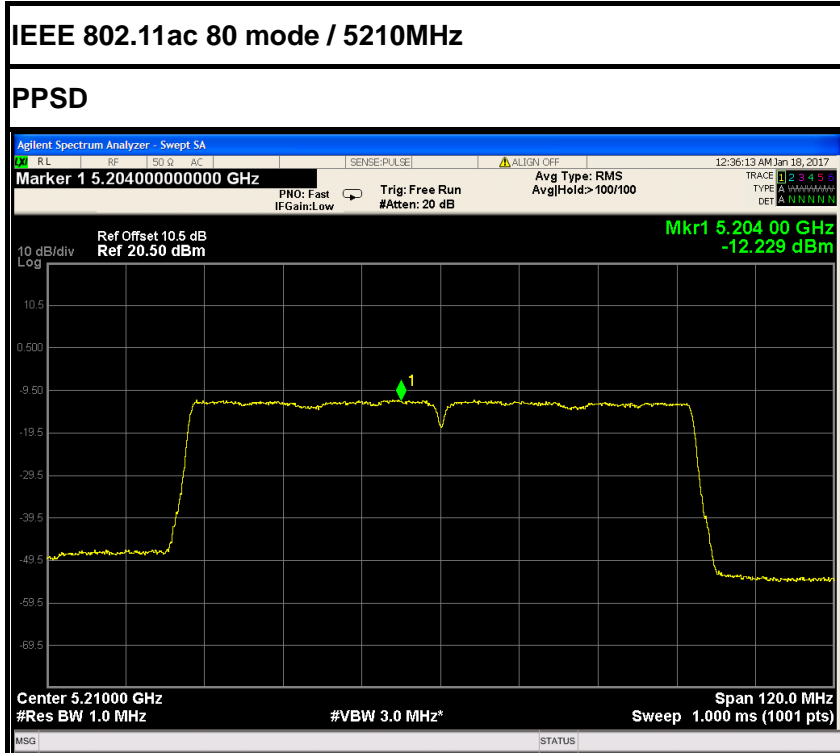 IEEE 802.11ac 80 mode / 5210MHz
PPSD
Agilent Spectrum Analyzer - Swept SA
LXI RL RF 50 Ω AC SENSE:PULSE ALIGN OFF 12:36:13 AM Jan 18, 2017
Marker 1 5.204000000000 GHz
PNO: Fast
IFGain:Low
Trig: Free Run
#Atten: 20 dB
Avg Type: RMS
Avg|Hold:>100/100
TRACE 1 2 3 4 5 6
TYPE A WWWWW
DET A N N N N N
Mkr1 5.204 00 GHz
-12.229 dBm
Ref Offset 10.5 dB
10 dB/div Ref 20.50 dBm
Log
10.5
0.500
-9.50
1
-19.5
-29.5
-39.5
-49.5
-59.5
-69.5
Center 5.21000 GHz Span 120.0 MHz
#Res BW 1.0 MHz #VBW 3.0 MHz* Sweep 1.000 ms (1001 pts)
MSG STATUS